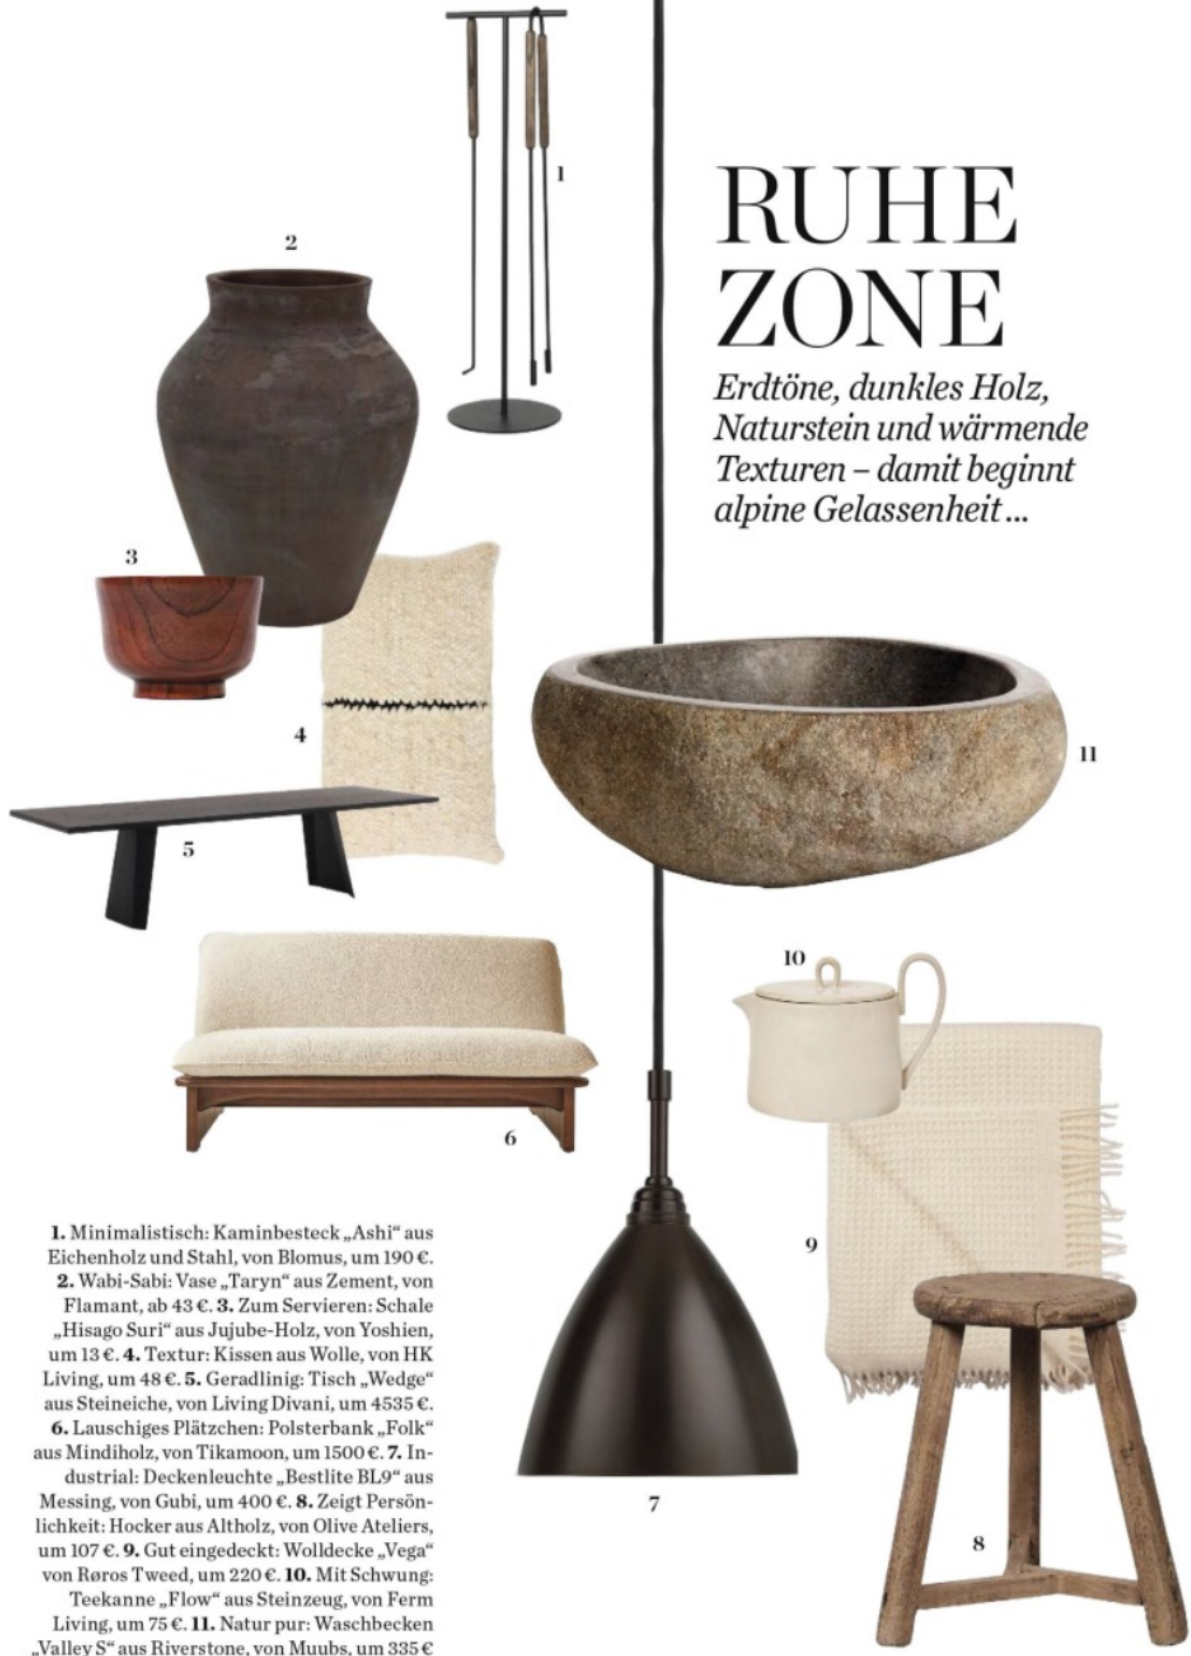 1
2
RUHE
ZONE
Erdtöne, dunkles Holz,
Naturstein und wärmende
Texturen – damit beginnt
alpine Gelassenheit ...
3
4
11
5
10
6
9
7
8
1. Minimalistisch: Kaminbesteck „Ashi“ aus
Eichenholz und Stahl, von Blomus, um 190 €.
2. Wabi-Sabi: Vase „Taryn“ aus Zement, von
Flamant, ab 43 €. 3. Zum Servieren: Schale
„Hisago Suri“ aus Jujube-Holz, von Yoshien,
um 13 €. 4. Textur: Kissen aus Wolle, von HK
Living, um 48 €. 5. Geradlinig: Tisch „Wedge“
aus Steineiche, von Living Divani, um 4535 €.
6. Lauschiges Plätzchen: Polsterbank „Folk“
aus Mindiholz, von Tikamoon, um 1500 €. 7. In-
dustrial: Deckenleuchte „Bestlite BL9“ aus
Messing, von Gubi, um 400 €. 8. Zeigt Persön-
lichkeit: Hocker aus Altholz, von Olive Ateliers,
um 107 €. 9. Gut eingedeckt: Wolldecke „Vega“
von Røros Tweed, um 220 €. 10. Mit Schwung:
Teekanne „Flow“ aus Steinzeug, von Ferm
Living, um 75 €. 11. Natur pur: Waschbecken
„Valley S“ aus Riverstone, von Muubs, um 335 €